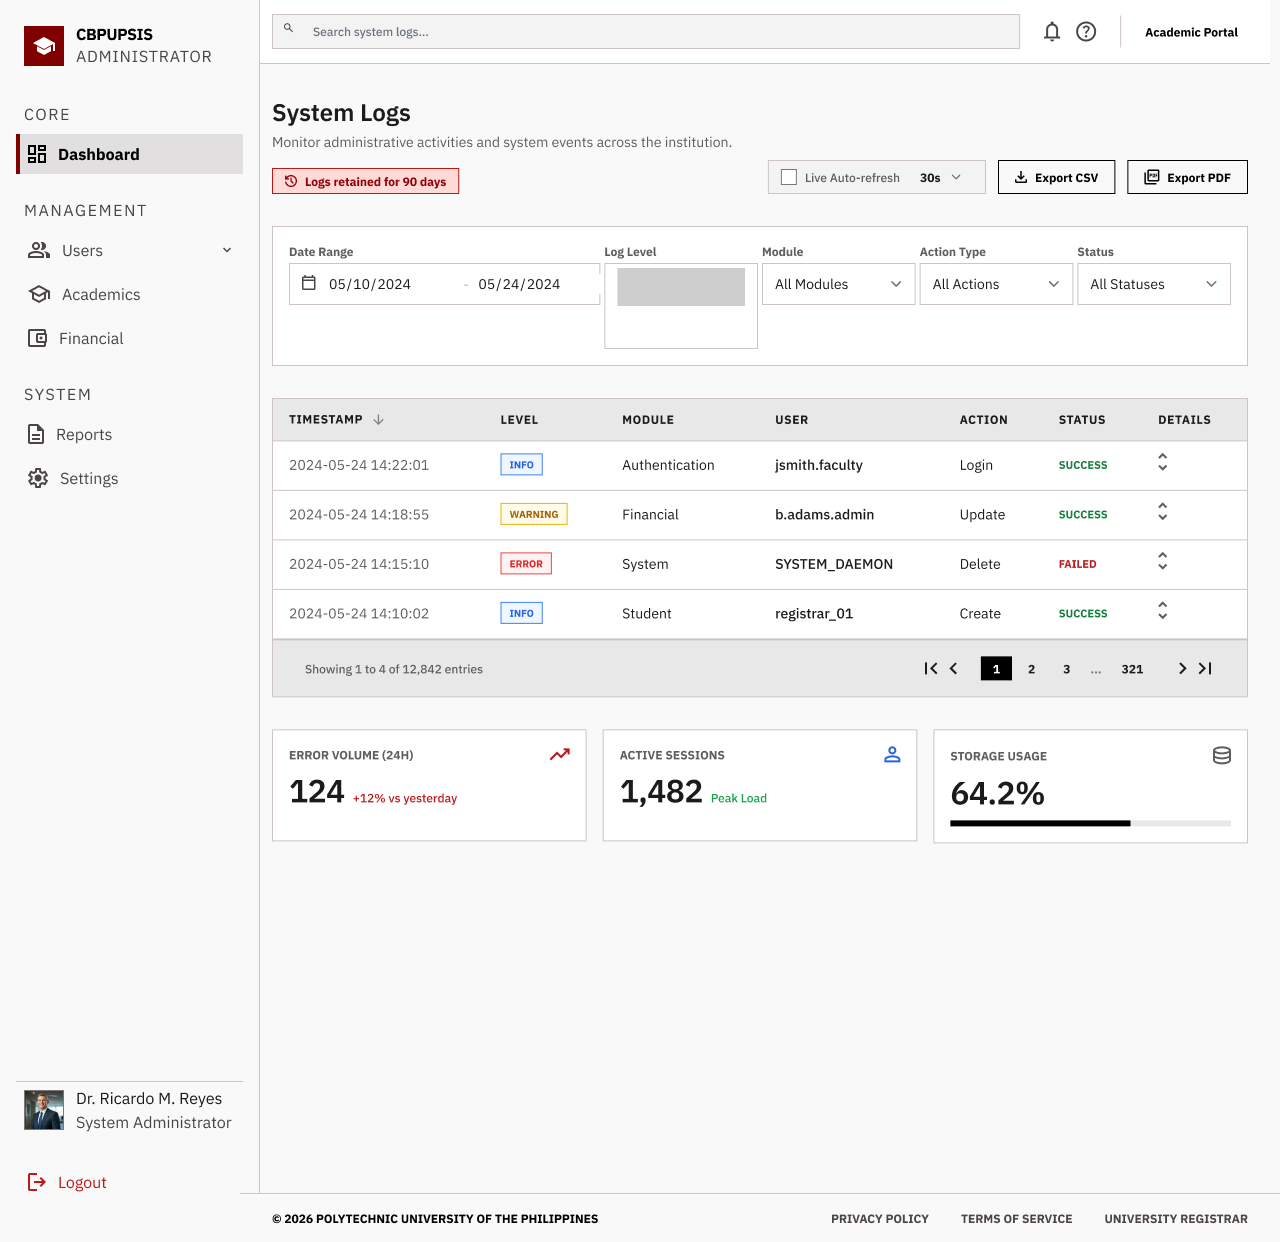 CBPUPSIS
ADMINISTRATOR
CORE
Dashboard
MANAGEMENT
Users
Academics
Financial
SYSTEM
Reports
Settings
Dr. Ricardo M. Reyes
System Administrator
Logout
Search system logs...
Academic Portal
System Logs
Monitor administrative activities and system events across the institution.
Logs retained for 90 days
Live Auto-refresh 30s
Export CSV
Export PDF
Date Range Log Level Module Action Type Status
05/10/2024 - 05/24/2024 All Modules All Actions All Statuses
TIMESTAMP LEVEL MODULE USER ACTION STATUS DETAILS
2024-05-24 14:22:01 INFO Authentication jsmith.faculty Login SUCCESS
2024-05-24 14:18:55 WARNING Financial b.adams.admin Update SUCCESS
2024-05-24 14:15:10 ERROR System SYSTEM_DAEMON Delete FAILED
2024-05-24 14:10:02 INFO Student registrar_01 Create SUCCESS
Showing 1 to 4 of 12,842 entries 1 2 3 ... 321
ERROR VOLUME (24H)
124 +12% vs yesterday
ACTIVE SESSIONS
1,482 Peak Load
STORAGE USAGE
64.2%
© 2026 POLYTECHNIC UNIVERSITY OF THE PHILIPPINES PRIVACY POLICY TERMS OF SERVICE UNIVERSITY REGISTRAR